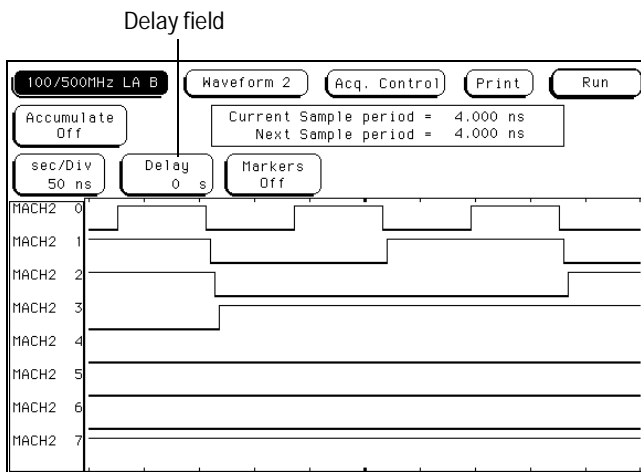 Delay field
100/500MHz LA B Waveform 2 Acq. Control Print Run
Accumulate
Off
Current Sample period = 4.000 ns
Next Sample period = 4.000 ns
sec/Div
50 ns
Delay
0 s
Markers
Off
MACH2 0
MACH2 1
MACH2 2
MACH2 3
MACH2 4
MACH2 5
MACH2 6
MACH2 7